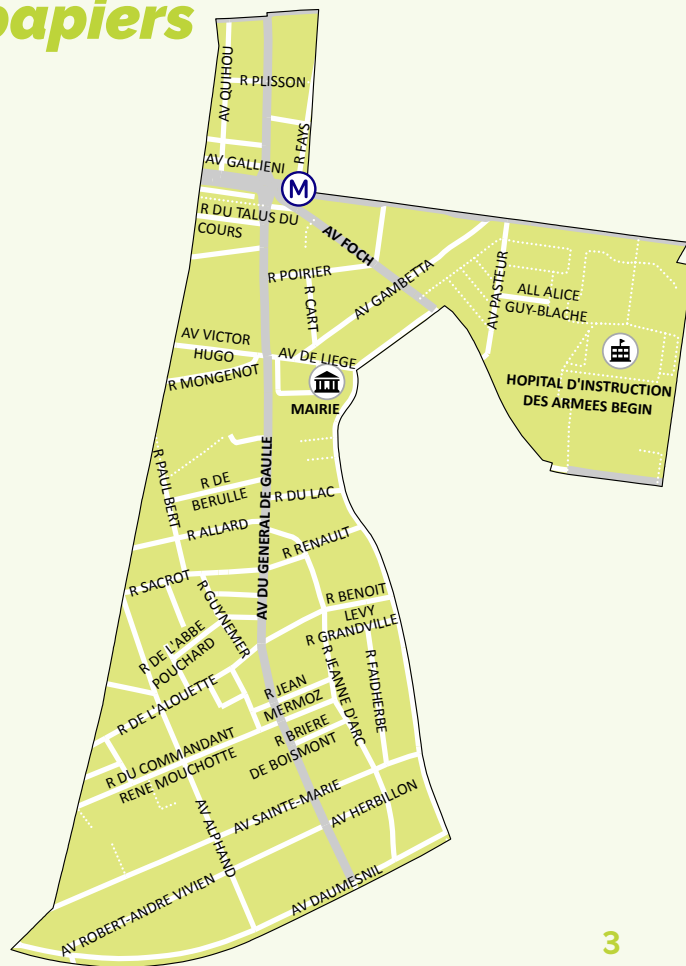 papiers
AV QUIHOU
R PLISSON
R FAYS
AV GALLIENI
M
R DU TALUS DU
COURS
AV FOCH
R POIRIER
R CART
AV GAMBETTA
AV PASTEUR
ALL ALICE
GUY-BLACHE
AV VICTOR
HUGO
AV DE LIEGE
R MONGENOT
MAIRIE
HOPITAL D'INSTRUCTION
DES ARMEES BEGIN
R PAUL BERT
R DE
BERULLE
R DU LAC
AV DU GENERAL DE GAULLE
R ALLARD
R RENAULT
R SACROT
R GUYNEMER
R BENOIT
LEVY
R GRANDVILLE
R DE L'ABBE
POUCHARD
R JEANNE D'ARC
R FAIDHERBE
R DE L'ALOUETTE
R JEAN
MERMOZ
R BRIERE
DE BOISMONT
R DU COMMANDANT
RENE MOUCHOTTE
AV ALPHAND
AV SAINTE-MARIE
AV HERBILLON
AV ROBERT-ANDRE VIVIEN
AV DAUMESNIL
3